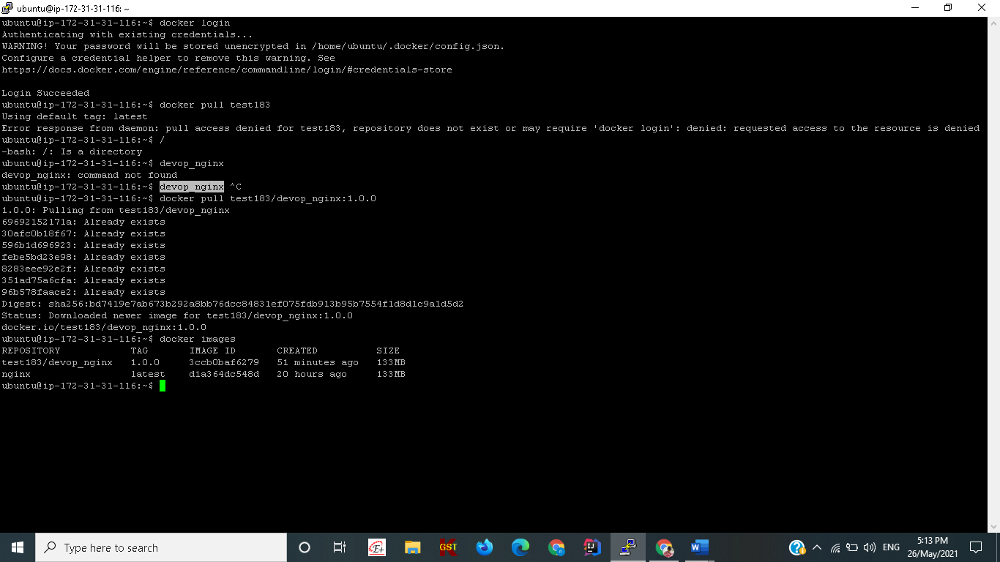 ubuntu@ip-172-31-31-116: ~
ubuntu@ip-172-31-31-116:~$ docker login
Authenticating with existing credentials...
WARNING! Your password will be stored unencrypted in /home/ubuntu/.docker/config.json.
Configure a credential helper to remove this warning. See
https://docs.docker.com/engine/reference/commandline/login/#credentials-store
Login Succeeded
ubuntu@ip-172-31-31-116:~$ docker pull test183
Using default tag: latest
Error response from daemon: pull access denied for test183, repository does not exist or may require 'docker login': denied: requested access to the resource is denied
ubuntu@ip-172-31-31-116:~$ /
-bash: /: Is a directory
ubuntu@ip-172-31-31-116:~$ devop_nginx
devop_nginx: command not found
ubuntu@ip-172-31-31-116:~$ devop_nginx ^C
ubuntu@ip-172-31-31-116:~$ docker pull test183/devop_nginx:1.0.0
1.0.0: Pulling from test183/devop_nginx
69692152171a: Already exists
30afc0b18f67: Already exists
596b1d696923: Already exists
febe5bd23e98: Already exists
8283eee92e2f: Already exists
351ad75a6cfa: Already exists
96b578faace2: Already exists
Digest: sha256:bd7419e7ab673b292a8bb76dcc84831ef075fdb913b95b7554f1d8d1c9a1d5d2
Status: Downloaded newer image for test183/devop_nginx:1.0.0
docker.io/test183/devop_nginx:1.0.0
ubuntu@ip-172-31-31-116:~$ docker images
REPOSITORY TAG IMAGE ID CREATED SIZE
test183/devop_nginx 1.0.0 3ccb0baf6279 51 minutes ago 133MB
nginx latest d1a364dc548d 20 hours ago 133MB
ubuntu@ip-172-31-31-116:~$
Type here to search
E+
GST
IJ
W
ENG
5:13 PM
26/May/2021